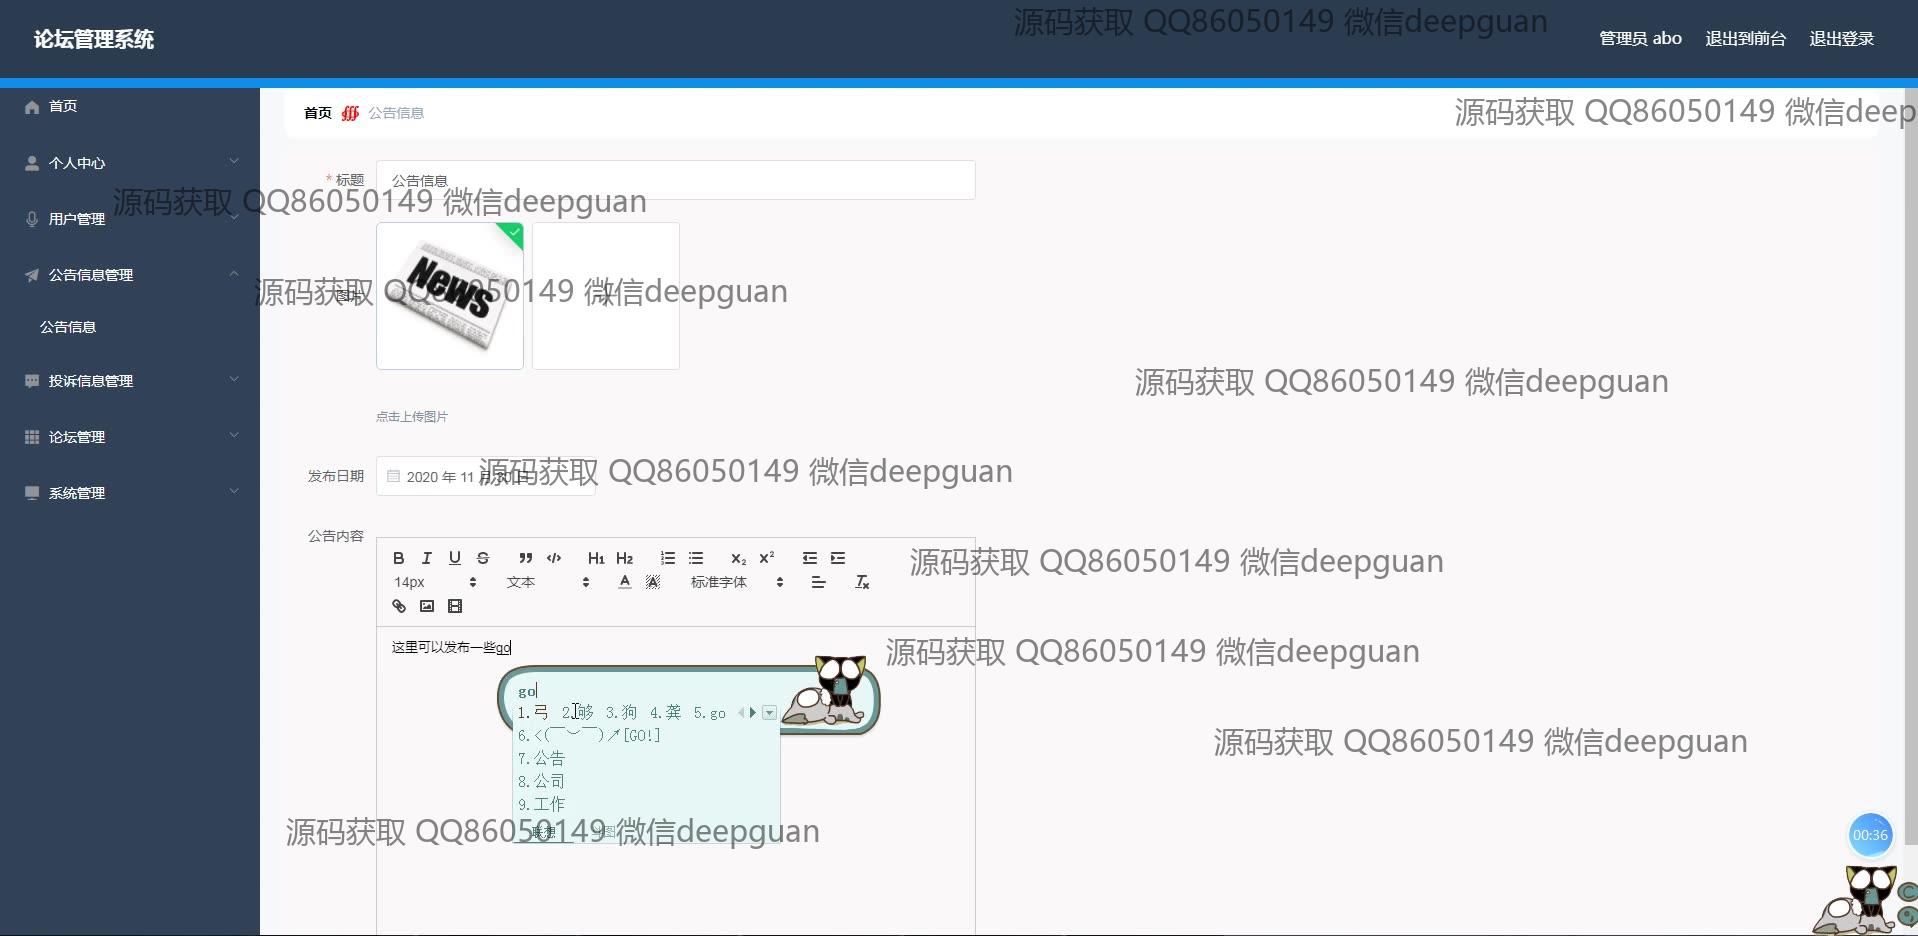 论坛管理系统
源码获取 QQ86050149 微信deepguan
管理员 abo 退出到前台 退出登录
首页
首页 公告信息
源码获取 QQ86050149 微信deep
个人中心
* 标题 公告信息
源码获取 QQ86050149 微信deepguan
用户管理
公告信息管理
News
图片
源码获取 QQ86050149 微信deepguan
公告信息
投诉信息管理
源码获取 QQ86050149 微信deepguan
点击上传图片
论坛管理
发布日期 2020 年 11 月 30 日
源码获取 QQ86050149 微信deepguan
系统管理
公告内容
B I U S ” </> H1 H2 X2 X2
源码获取 QQ86050149 微信deepguan
14px 文本 A A 标准字体 Tx
这里可以发布一些go
源码获取 QQ86050149 微信deepguan
go
1.弓 2.够 3.狗 4.龚 5.go
6.<(￣︶￣)↗[GO!]
源码获取 QQ86050149 微信deepguan
7.公告
8.公司
9.工作
联想 斗图
源码获取 QQ86050149 微信deepguan
00:36